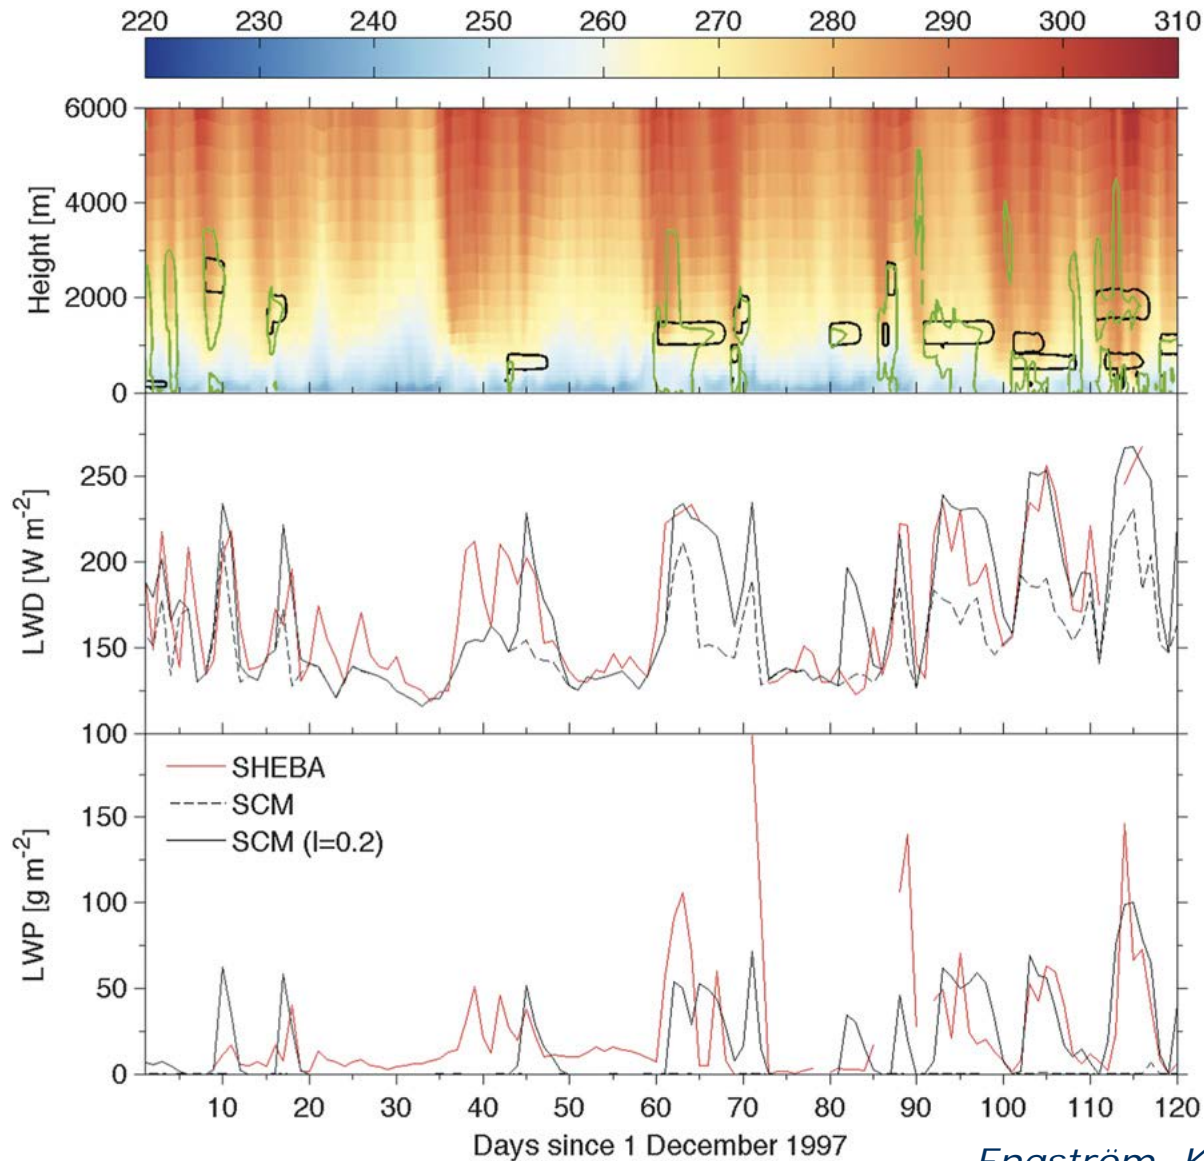 220 230 240 250 260 270 280 290 300 310
6000
4000
2000
0
Height [m]
250
200
150
100
LWD [W m-2]
150
100
50
0
LWP [g m-2]
SHEBA
SCM
SCM (I=0.2)
10 20 30 40 50 60 70 80 90 100 110 120
Days since 1 December 1997